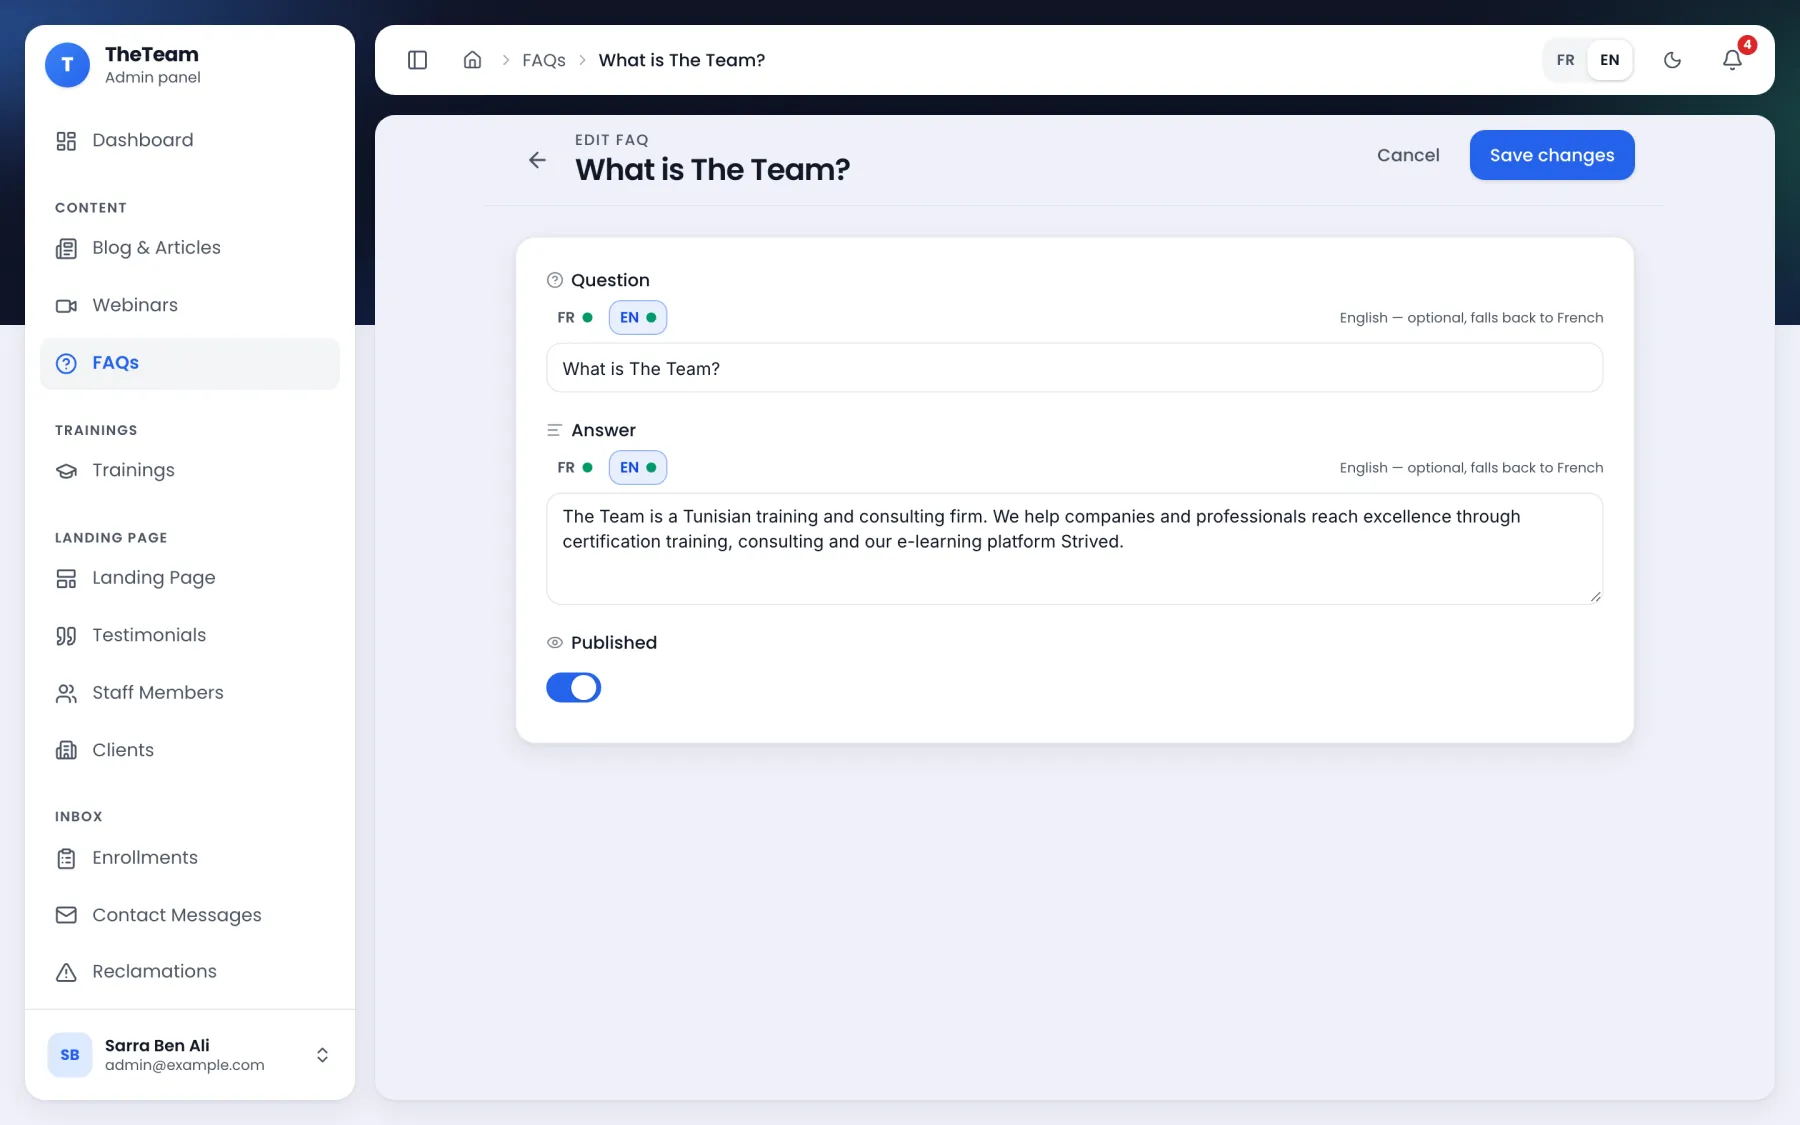 T
TheTeam
Admin panel
Dashboard
CONTENT
Blog & Articles
Webinars
FAQs
TRAININGS
Trainings
LANDING PAGE
Landing Page
Testimonials
Staff Members
Clients
INBOX
Enrollments
Contact Messages
Reclamations
SB
Sarra Ben Ali
admin@example.com
FAQs
What is The Team?
FR
EN
4
EDIT FAQ
What is The Team?
Cancel
Save changes
Question
FR
EN
English — optional, falls back to French
What is The Team?
Answer
FR
EN
English — optional, falls back to French
The Team is a Tunisian training and consulting firm. We help companies and professionals reach excellence through
certification training, consulting and our e-learning platform Strived.
Published